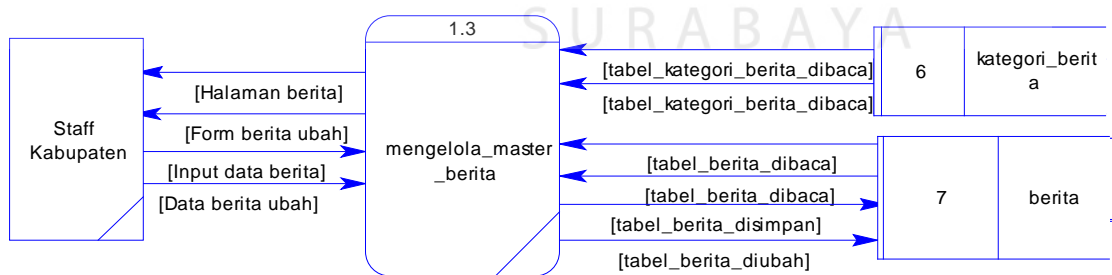 SURABAYA
1.3
Staff
Kabupaten
[Halaman berita]
[Form berita ubah]
[Input data berita]
[Data berita ubah]
mengelola_master
_berita
[tabel_kategori_berita_dibaca]
[tabel_kategori_berita_dibaca]
6
kategori_berit
a
[tabel_berita_dibaca]
[tabel_berita_dibaca]
[tabel_berita_disimpan]
[tabel_berita_diubah]
7
berita